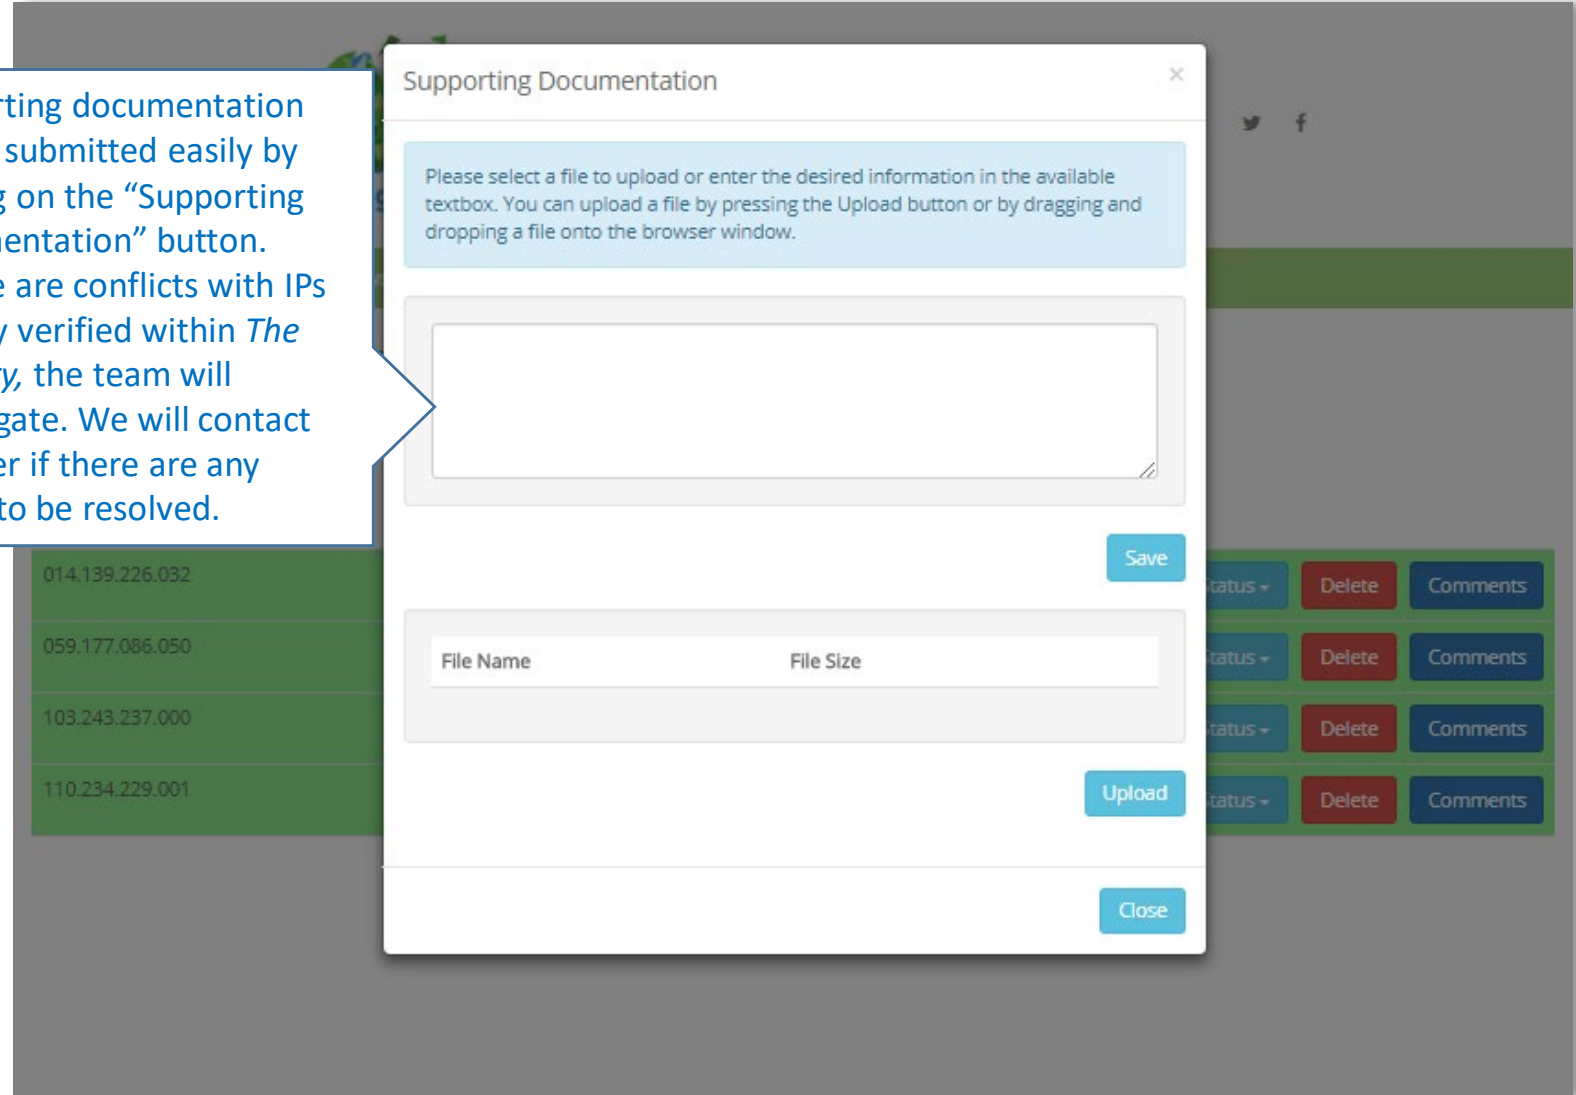 Supporting Documentation ×
Please select a file to upload or enter the desired information in the available
textbox. You can upload a file by pressing the Upload button or by dragging and
dropping a file onto the browser window.
rting documentation
submitted easily by
g on the “Supporting
entation” button.
e are conflicts with IPs
y verified within The
y, the team will
gate. We will contact
er if there are any
to be resolved.
Save
File Name File Size
Upload
Close
014.139.226.032 tatus Delete Comments
059.177.086.050 tatus Delete Comments
103.243.237.000 tatus Delete Comments
110.234.229.001 tatus Delete Comments